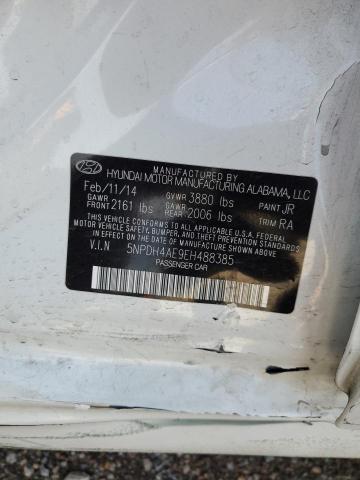 MANUFACTURED BY
HYUNDAI MOTOR MANUFACTURING ALABAMA, LLC
Feb/11/14 GVWR 3880 lbs PAINT JR
GAWR FRONT 2161 lbs GAWR REAR 2006 lbs TRIM RA
THIS VEHICLE CONFORMS TO ALL APPLICABLE U.S.A FEDERAL
MOTOR VEHICLE SAFETY, BUMPER, AND THEFT PREVENTION
STANDARDS IN EFFECT ON THE DATE OF MANUFACTURE SHOWN ABOVE.
V.I.N 5NPDH4AE9EH488385
PASSENGER CAR